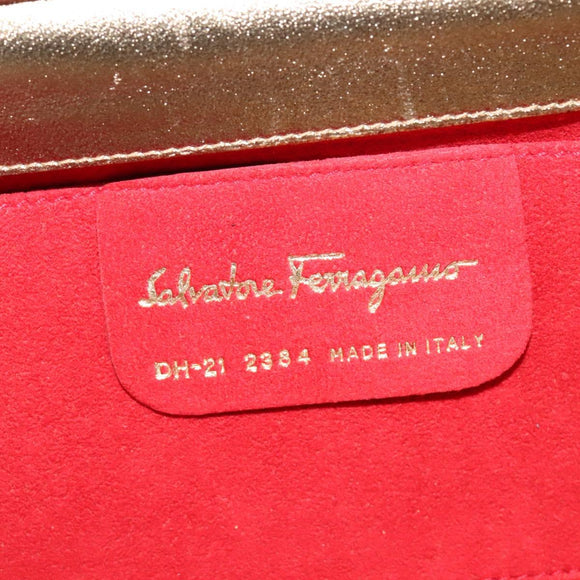 Salvatore Ferragamo
DH-21 2384 MADE IN ITALY